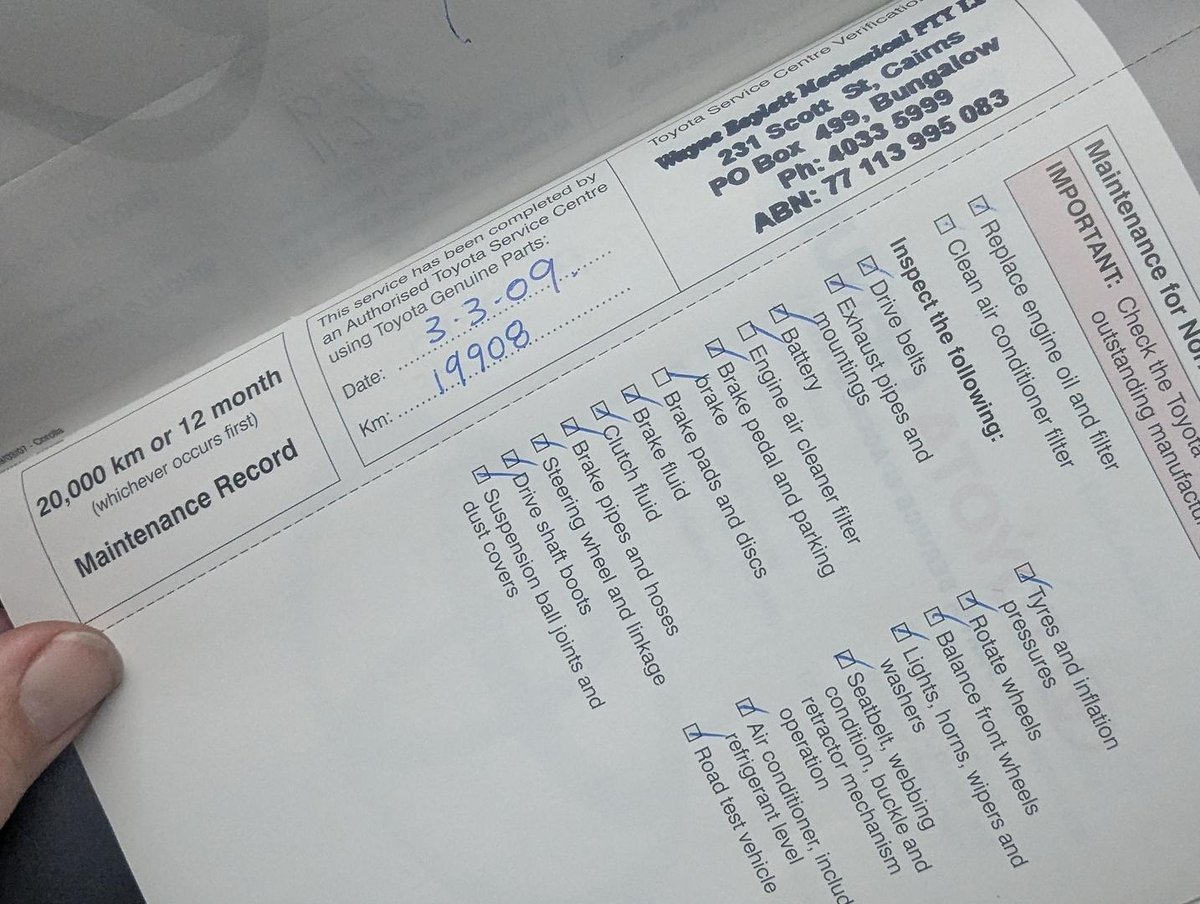 20,000 km or 12 month
(whichever occurs first)
Maintenance Record
This service has been completed by
an Authorised Toyota Service Centre
using Toyota Genuine Parts:
Date: 3.3.09
Km: 19908
Toyota Service Centre Verification
Wayne Mechanical PTY
231 Scott St, Cairns
PO Box 499, Bungalow
Ph: 4033 5999
ABN: 77 113 995 083
Maintenance for
IMPORTANT: Check the Toyota
outstanding
Replace engine oil and filter
Clean air conditioner filter
Inspect the following:
Drive belts
Exhaust pipes and
mountings
Battery
Engine air cleaner filter
Brake pedal and parking
brake
Brake pads and discs
Brake fluid
Clutch fluid
Brake pipes and hoses
Steering wheel and linkage
Drive shaft boots
Suspension ball joints and
dust covers
Tyres and inflation
pressures
Rotate wheels
Balance front wheels
Lights, horns, wipers and
washers
Seatbelt, webbing
condition, buckle and
retractor mechanism
operation
Air conditioner, includ
refrigerant level
Road test vehicle